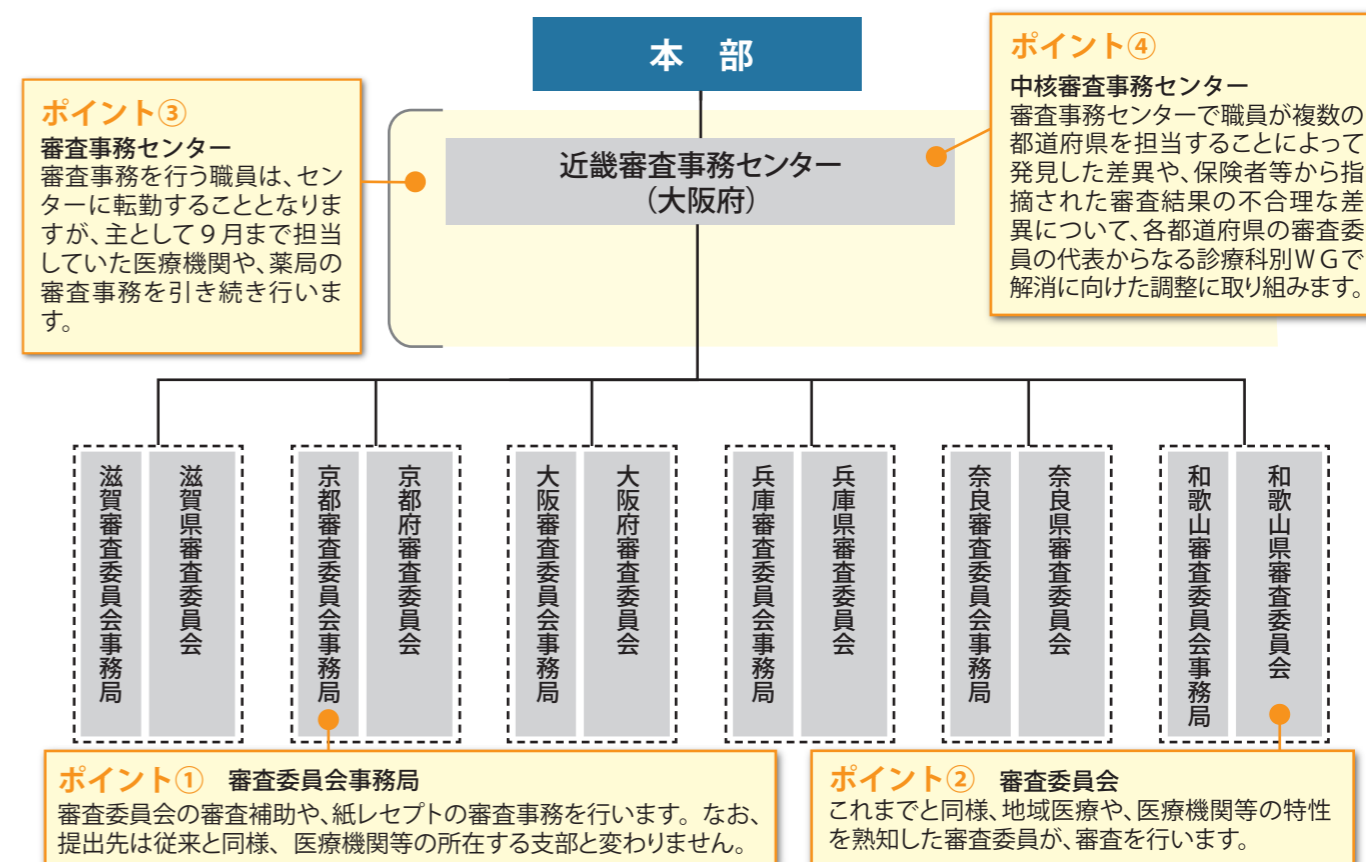 本　部
ポイント③
審査事務センター
審査事務を行う職員は、セン
ターに転勤することとなりま
すが、主として９月まで担当
していた医療機関や、薬局の
審査事務を引き続き行いま
す。
近畿審査事務センター
（大阪府）
ポイント④
中核審査事務センター
審査事務センターで職員が複数の
都道府県を担当することによって
発見した差異や、保険者等から指
摘された審査結果の不合理な差
異について、各都道府県の審査委
員の代表からなる診療科別ＷＧで
解消に向けた調整に取り組みます。
滋賀審査委員会事務局
滋賀県審査委員会
京都審査委員会事務局
京都府審査委員会
大阪審査委員会事務局
大阪府審査委員会
兵庫審査委員会事務局
兵庫県審査委員会
奈良審査委員会事務局
奈良県審査委員会
和歌山審査委員会事務局
和歌山県審査委員会
ポイント①　審査委員会事務局
審査委員会の審査補助や、紙レセプトの審査事務を行います。なお、
提出先は従来と同様、医療機関等の所在する支部と変わりません。
ポイント②　審査委員会
これまでと同様、地域医療や、医療機関等の特性
を熟知した審査委員が、審査を行います。